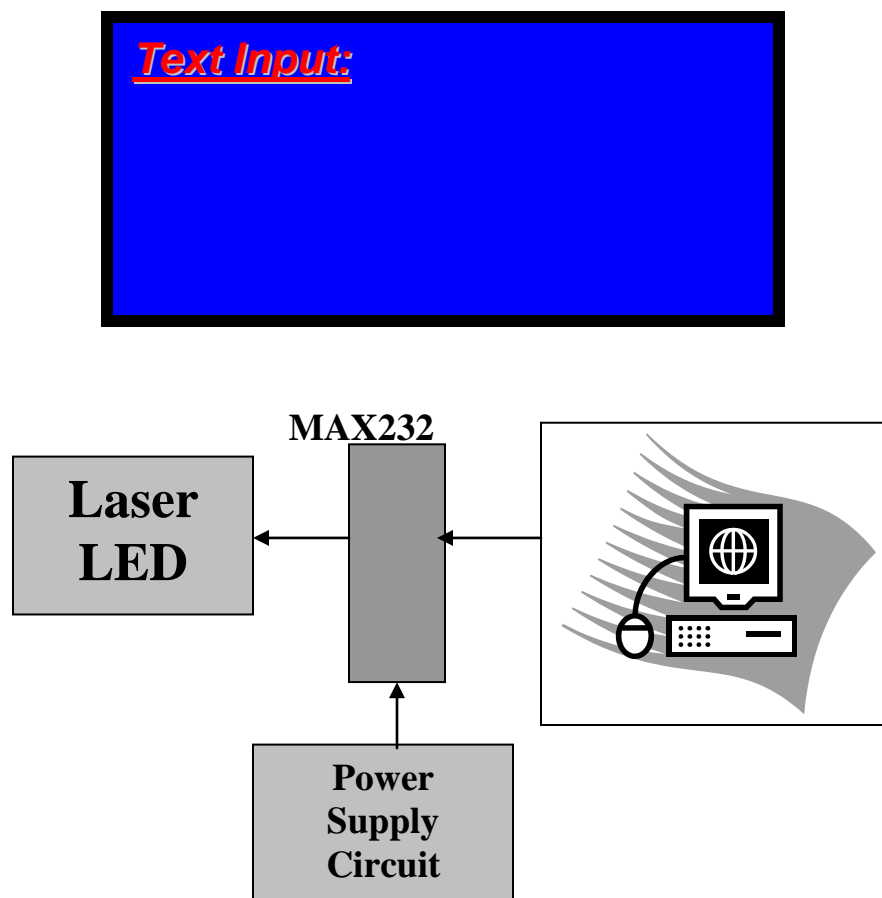 Text Input:
MAX232
Laser
LED
Power
Supply
Circuit